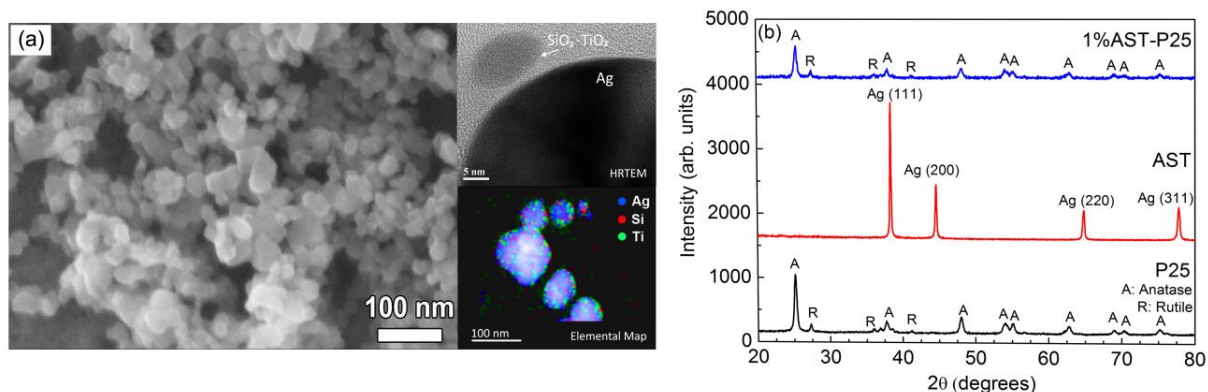 (a)
SiO₂-TiO₂
Ag
5 nm
HRTEM
100 nm
Ag
Si
Ti
100 nm
Elemental Map
(b)
Intensity (arb. units)
5000
4000
3000
2000
1000
0
1%AST-P25
A
R
R
A
R
A
A
A
A
A
A
A
Ag (111)
Ag (200)
Ag (220)
Ag (311)
AST
P25
A: Anatase
R: Rutile
A
R
R
A
R
A
A
A
A
A
A
A
20
30
40
50
60
70
80
2θ (degrees)